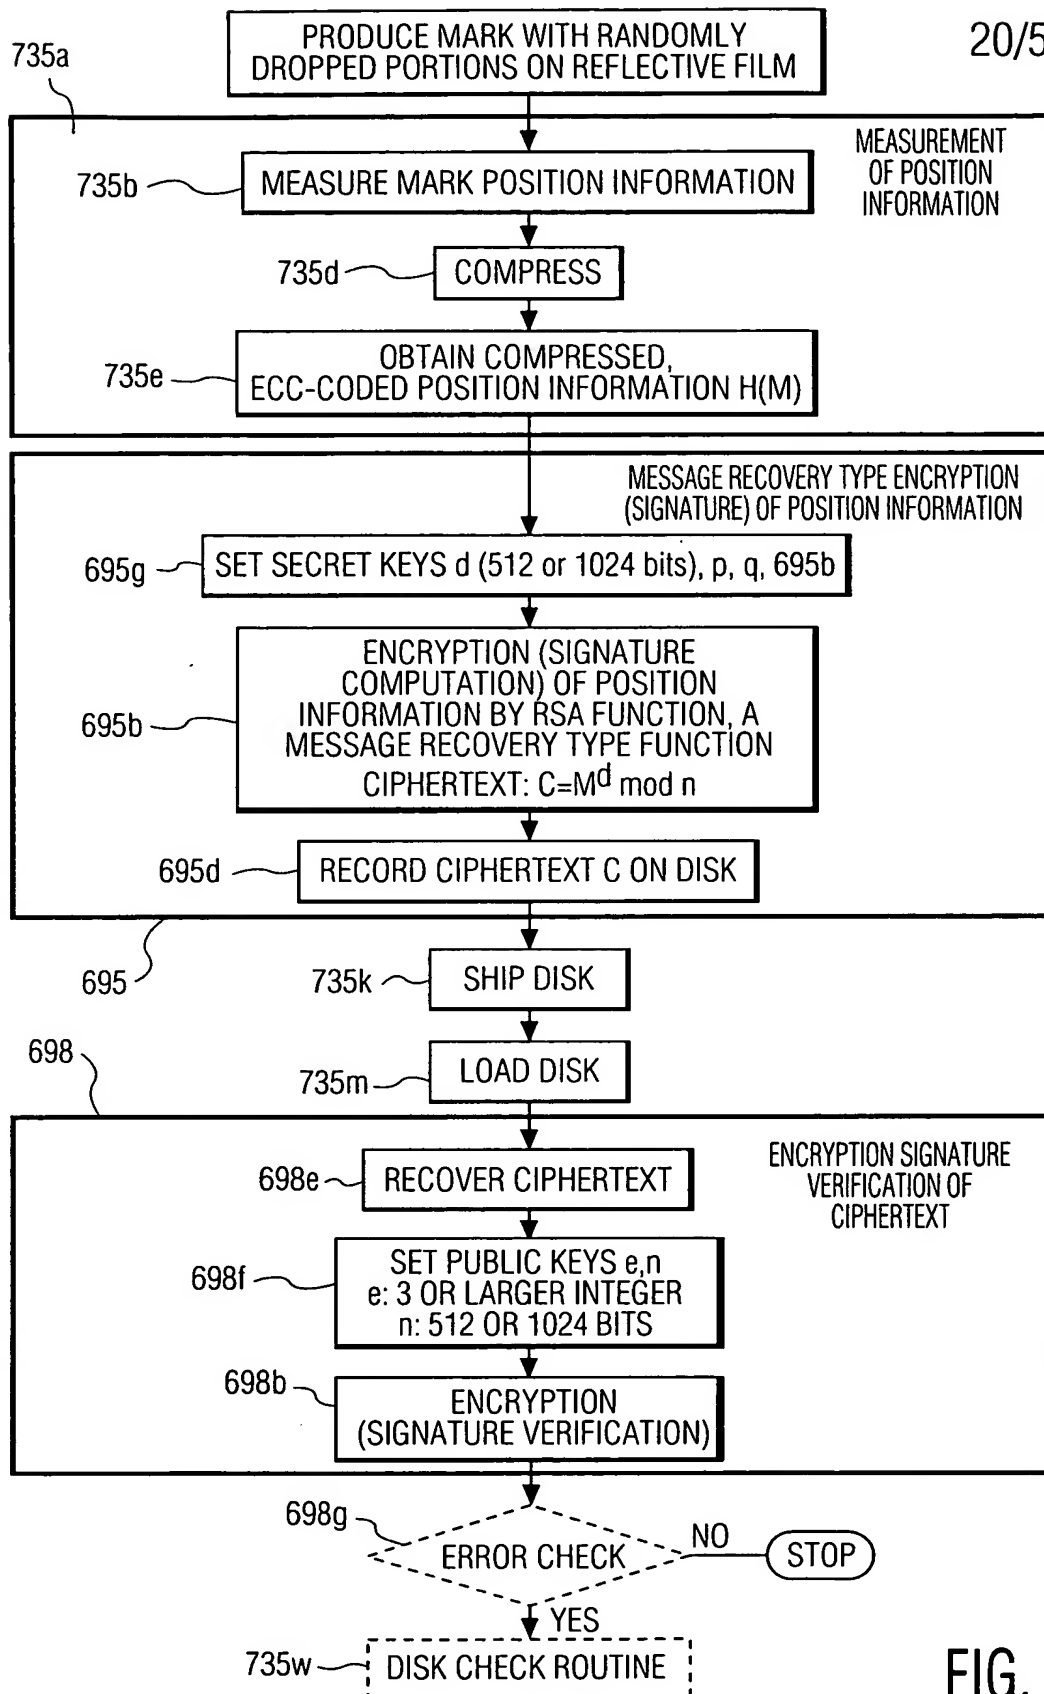 PRODUCE MARK WITH RANDOMLY
DROPPED PORTIONS ON REFLECTIVE FILM
20/5
735a
MEASUREMENT
OF POSITION
INFORMATION
735b
MEASURE MARK POSITION INFORMATION
735d
COMPRESS
735e
OBTAIN COMPRESSED,
ECC-CODED POSITION INFORMATION H(M)
MESSAGE RECOVERY TYPE ENCRYPTION
(SIGNATURE) OF POSITION INFORMATION
695g
SET SECRET KEYS d (512 or 1024 bits), p, q, 695b
695b
ENCRYPTION (SIGNATURE
COMPUTATION) OF POSITION
INFORMATION BY RSA FUNCTION, A
MESSAGE RECOVERY TYPE FUNCTION
CIPHERTEXT: C=M^d mod n
695d
RECORD CIPHERTEXT C ON DISK
695
735k
SHIP DISK
698
735m
LOAD DISK
ENCRYPTION SIGNATURE
VERIFICATION OF
CIPHERTEXT
698e
RECOVER CIPHERTEXT
698f
SET PUBLIC KEYS e,n
e: 3 OR LARGER INTEGER
n: 512 OR 1024 BITS
698b
ENCRYPTION
(SIGNATURE VERIFICATION)
698g
ERROR CHECK
NO
STOP
YES
735w
DISK CHECK ROUTINE
FIG.